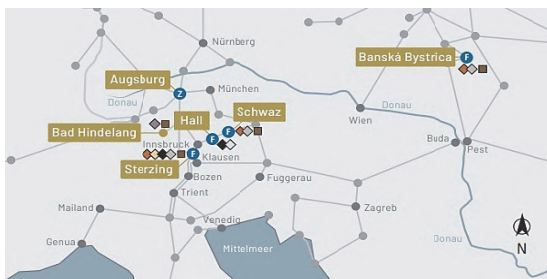 Nürnberg
Banská Bystrica
F
Augsburg
Z
München
Donau
Donau
Hall
Schwaz
F
Wien
Bad Hindelang
F
Innsbruck
Buda
Pest
F
Klausen
Sterzing
Bozen
Fuggerau
Trient
Mailand
Zagreb
Venedig
Genua
Mittelmeer
Donau
N